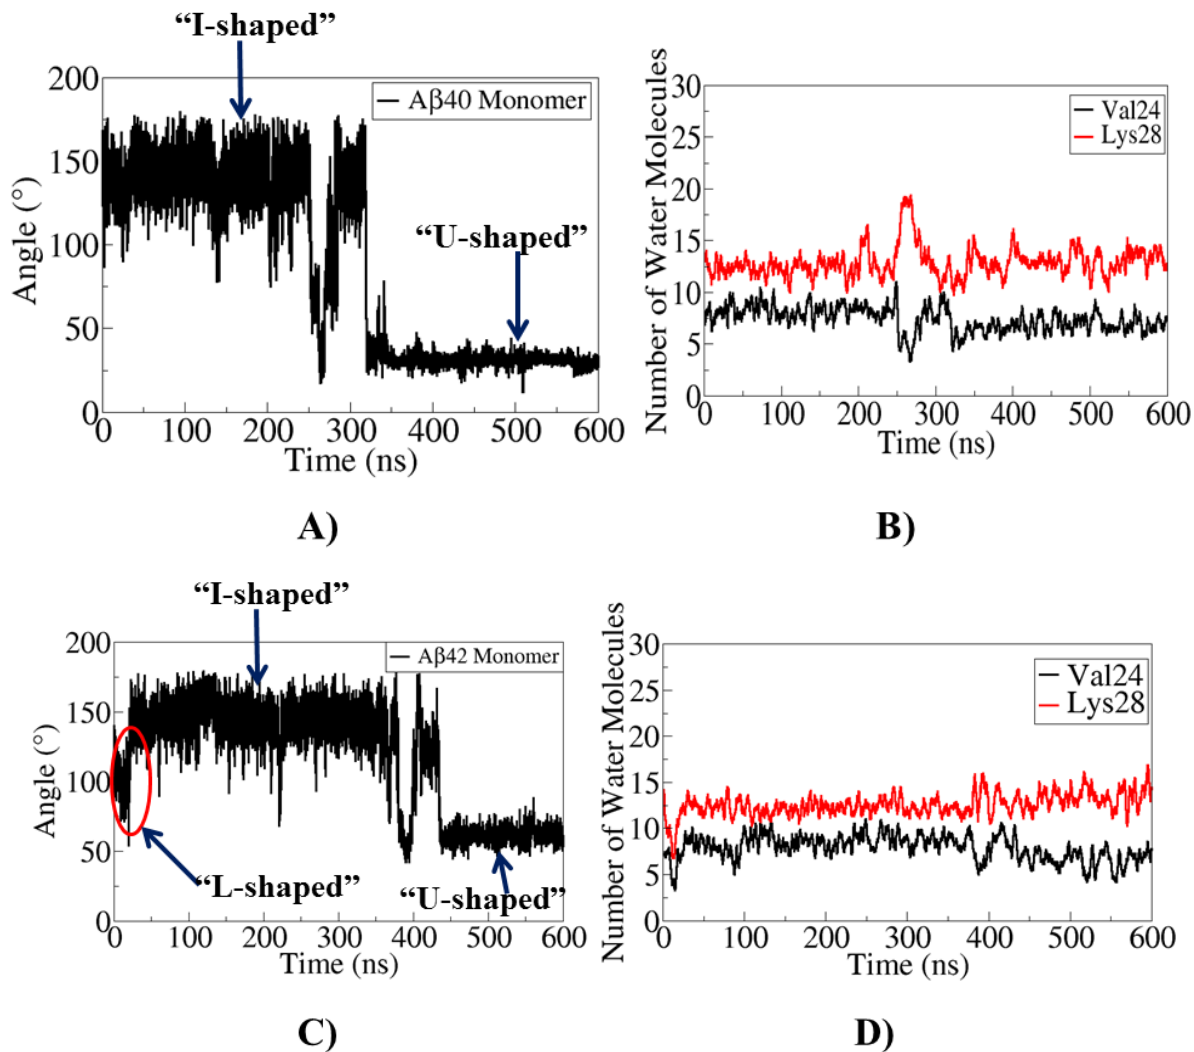 “I-shaped”
200
150
100
50
0
Angle (°)
Aβ40 Monomer
“U-shaped”
0 100 200 300 400 500 600
Time (ns)
A)
30
25
20
15
10
5
0
Number of Water Molecules
Val24
Lys28
0 100 200 300 400 500 600
Time (ns)
B)
“I-shaped”
200
150
100
50
0
Angle (°)
Aβ42 Monomer
“L-shaped”
“U-shaped”
0 100 200 300 400 500 600
Time (ns)
C)
30
25
20
15
10
5
0
Number of Water Molecules
Val24
Lys28
0 100 200 300 400 500 600
Time (ns)
D)